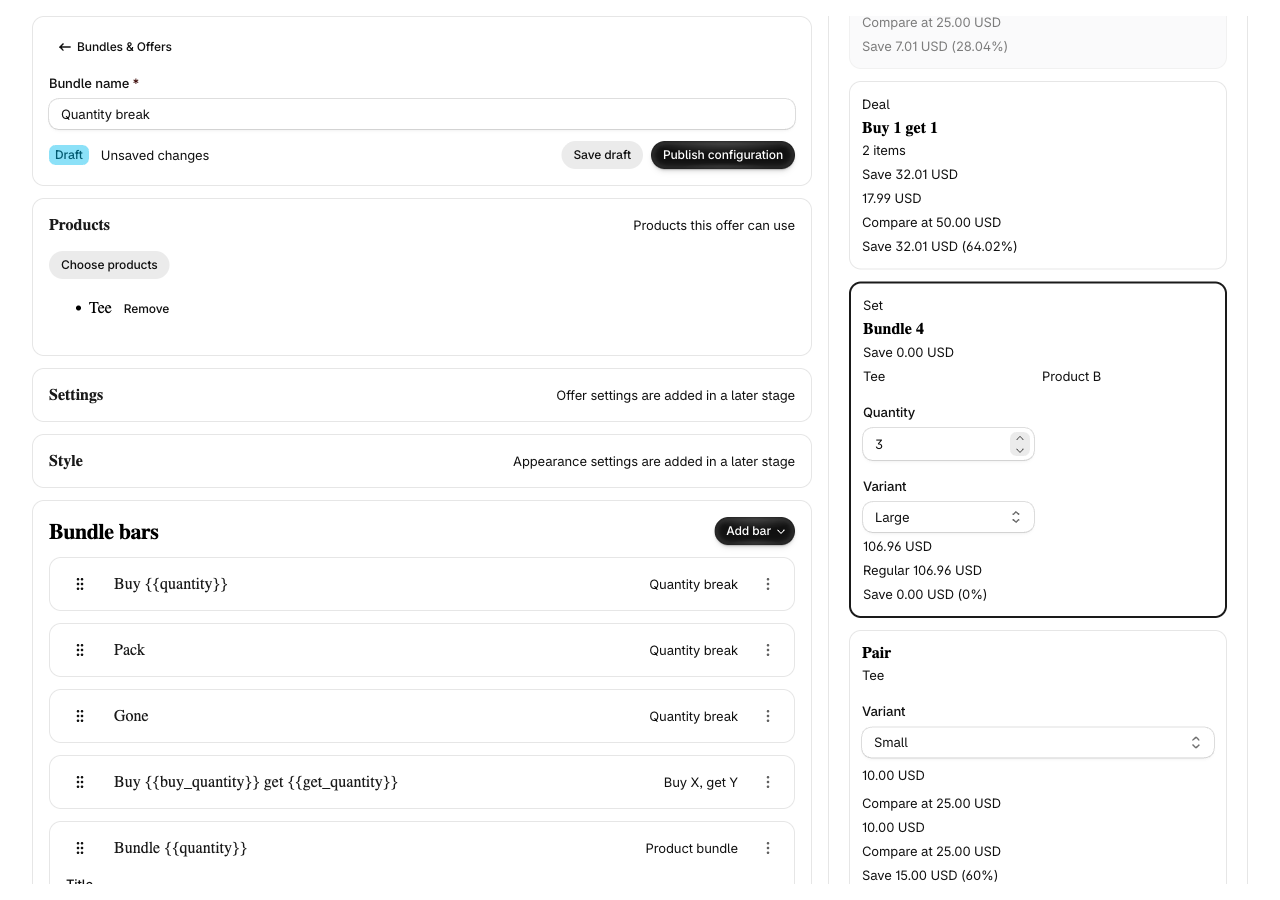 Bundles & Offers
Bundle name *
Quantity break
Draft
Unsaved changes
Save draft
Publish configuration
Products
Products this offer can use
Choose products
• Tee
Remove
Settings
Offer settings are added in a later stage
Style
Appearance settings are added in a later stage
Bundle bars
Add bar
Buy {{quantity}}
Quantity break
Pack
Quantity break
Gone
Quantity break
Buy {{buy_quantity}} get {{get_quantity}}
Buy X, get Y
Bundle {{quantity}}
Product bundle
Title
Compare at 25.00 USD
Save 7.01 USD (28.04%)
Deal
Buy 1 get 1
2 items
Save 32.01 USD
17.99 USD
Compare at 50.00 USD
Save 32.01 USD (64.02%)
Set
Bundle 4
Save 0.00 USD
Tee
Product B
Quantity
3
Variant
Large
106.96 USD
Regular 106.96 USD
Save 0.00 USD (0%)
Pair
Tee
Variant
Small
10.00 USD
Compare at 25.00 USD
10.00 USD
Compare at 25.00 USD
Save 15.00 USD (60%)